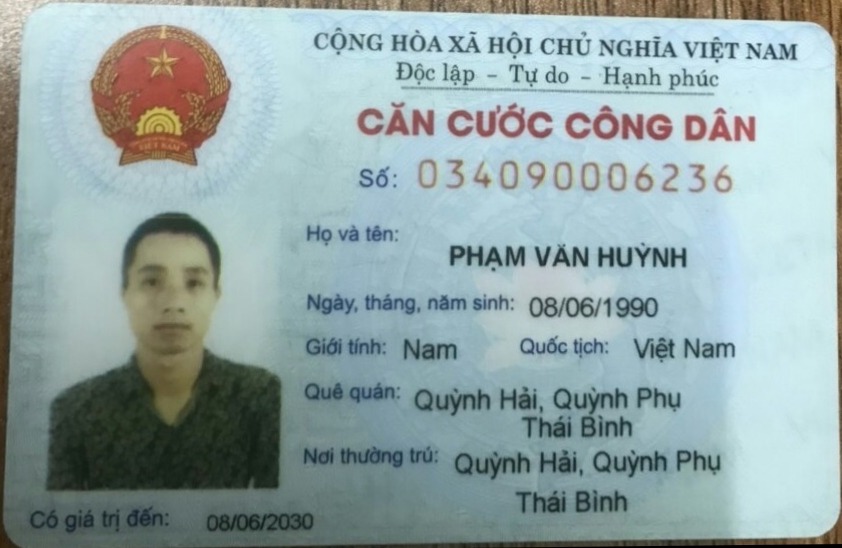 CỘNG HÒA XÃ HỘI CHỦ NGHĨA VIỆT NAM
Độc lập - Tự do - Hạnh phúc
CĂN CƯỚC CÔNG DÂN
Số: 034090006236
Họ và tên:
PHẠM VĂN HUỲNH
Ngày, tháng, năm sinh: 08/06/1990
Giới tính: Nam Quốc tịch: Việt Nam
Quê quán: Quỳnh Hải, Quỳnh Phụ
Thái Bình
Nơi thường trú: Quỳnh Hải, Quỳnh Phụ
Thái Bình
Có giá trị đến: 08/06/2030
VIỆT NAM